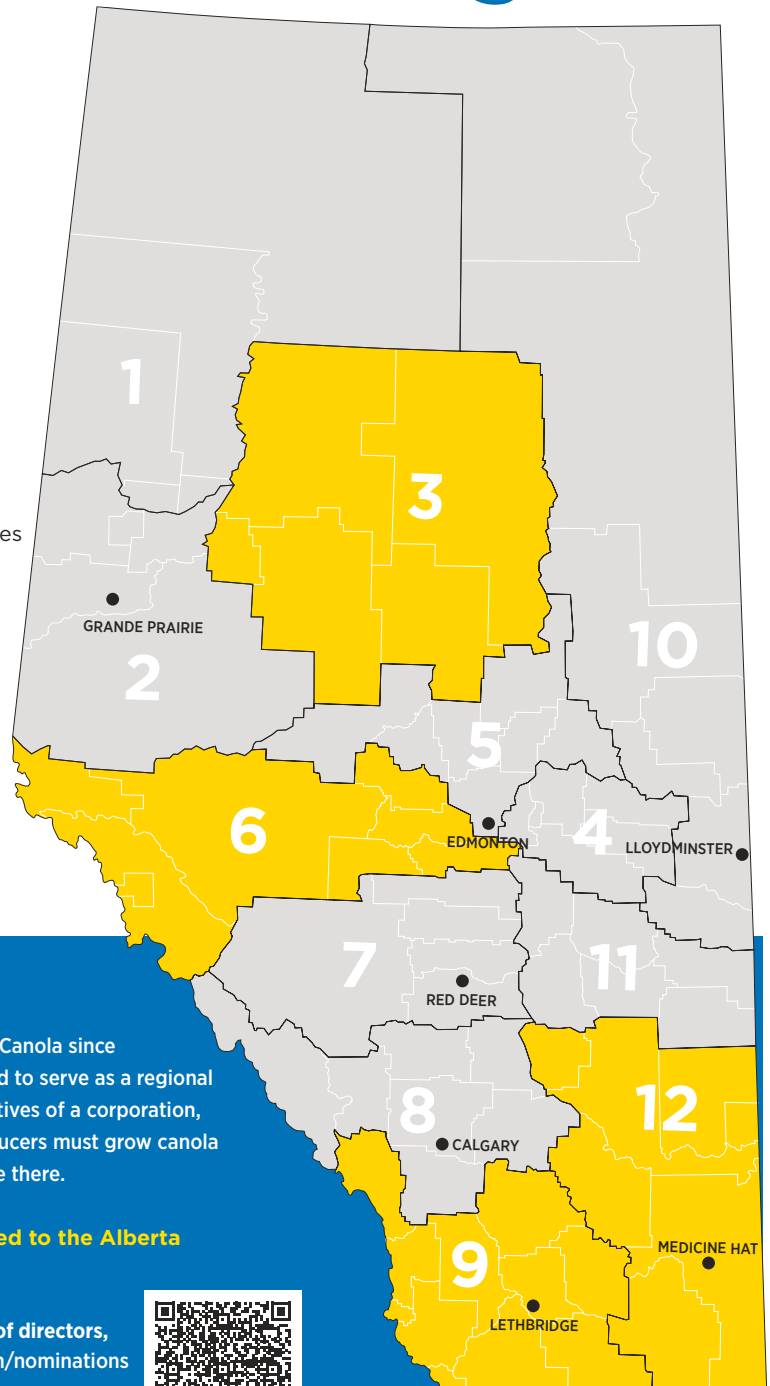 1
3
es
GRANDE PRAIRIE
10
2
5
6
EDMONTON
4
LLOYDMINSTER
7
11
RED DEER
Canola since
d to serve as a regional
tives of a corporation,
ucers must grow canola
e there.
8
12
CALGARY
ed to the Alberta
9
MEDICINE HAT
LETHBRIDGE
of directors,
n/nominations